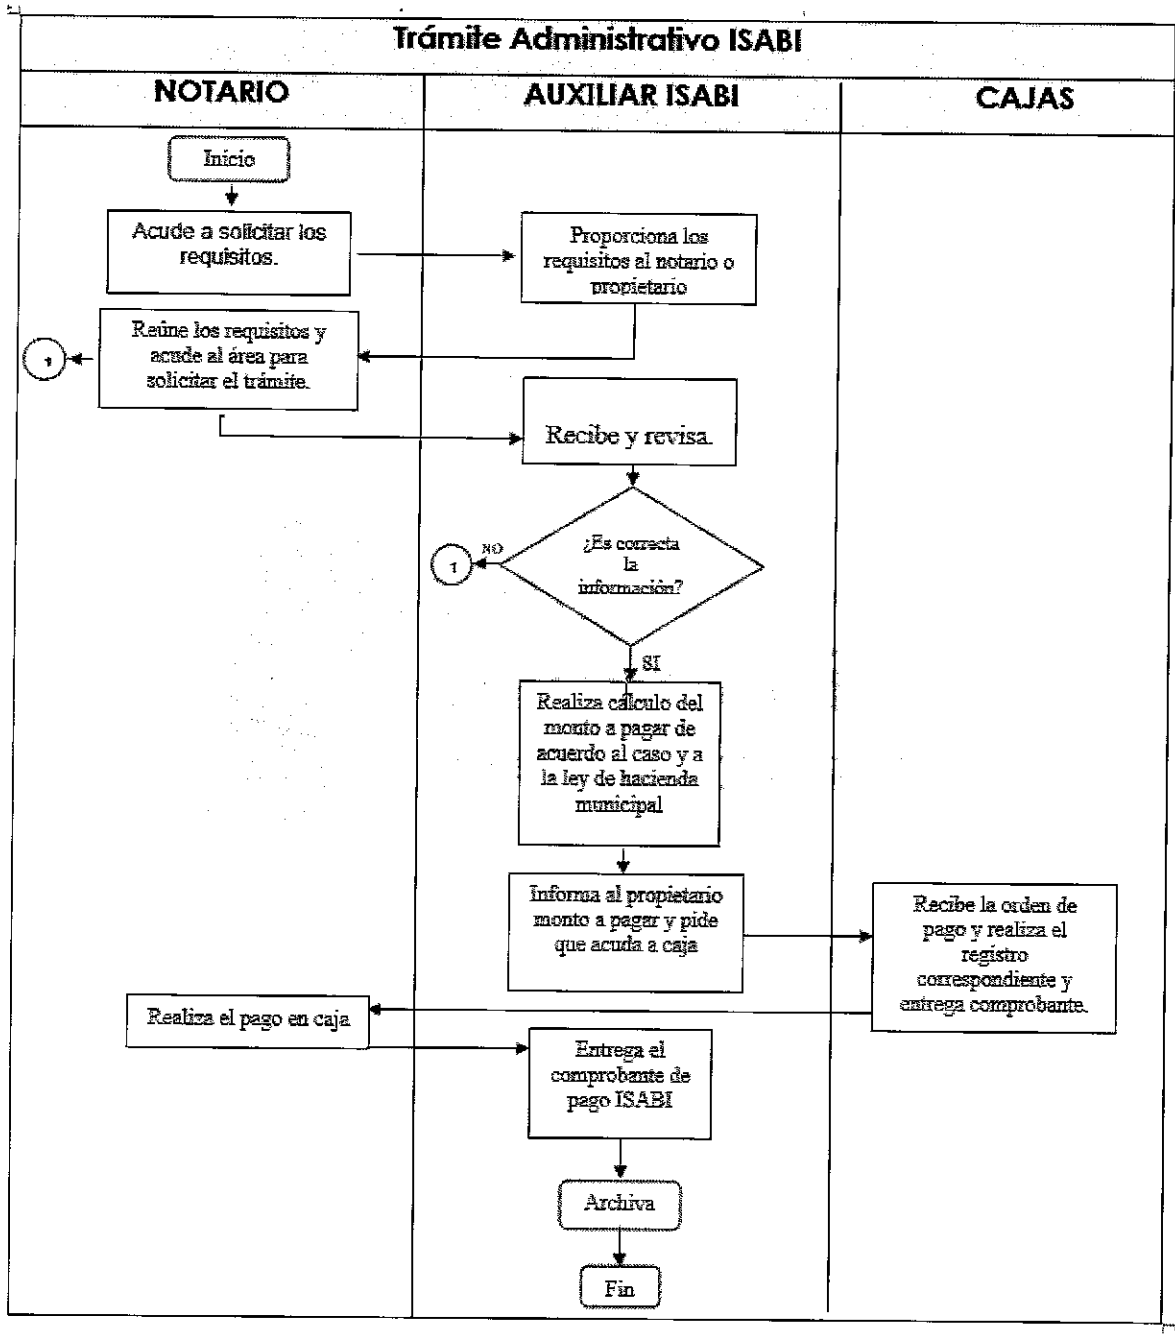 Trámite Administrativo ISABI
NOTARIO
AUXILIAR ISABI
CAJAS
Inicio
Acude a solicitar los
requisitos.
Proporciona los
requisitos al notario o
propietario
Reúne los requisitos y
acude al área para
solicitar el trámite.
1
Recibe y revisa.
¿Es correcta
la
información?
NO
1
SI
Realiza cálculo del
monto a pagar de
acuerdo al caso y a
la ley de hacienda
municipal
Informa al propietario
monto a pagar y pide
que acuda a caja
Recibe la orden de
pago y realiza el
registro
correspondiente y
entrega comprobante.
Realiza el pago en caja
Entrega el
comprobante de
pago ISABI
Archiva
Fin